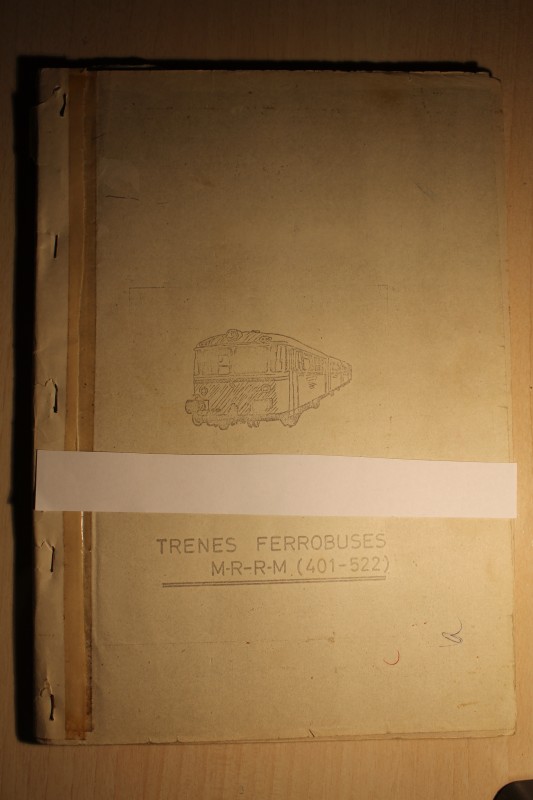 TRENES FERROBUSES
M-R-R-M (401-522)
a